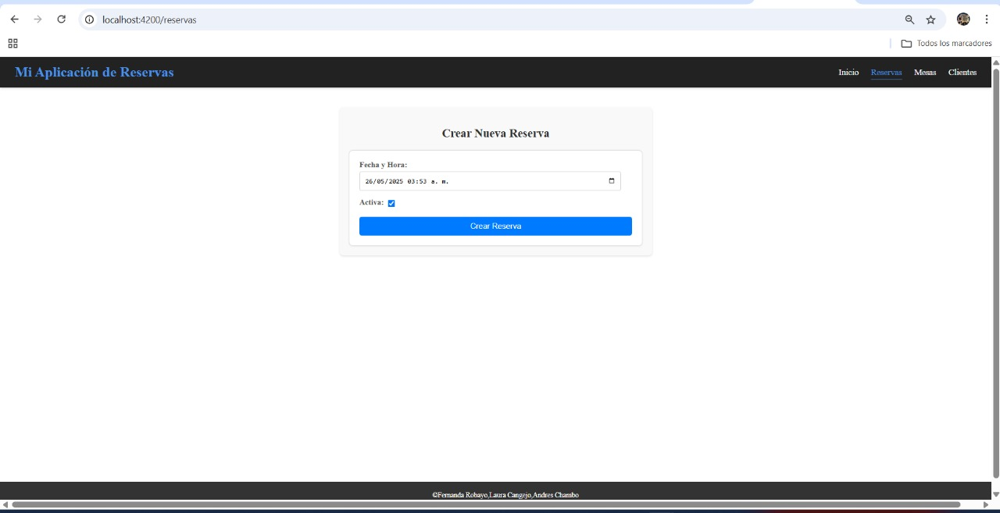 localhost:4200/reservas
Todos los marcadores
Mi Aplicación de Reservas
Inicio Reservas Mesas Clientes
Crear Nueva Reserva
Fecha y Hora:
26/05/2025 03:53 a. m.
Activa:
Crear Reserva
©Fernanda Robayo,Laura Cangejo,Andres Chambo